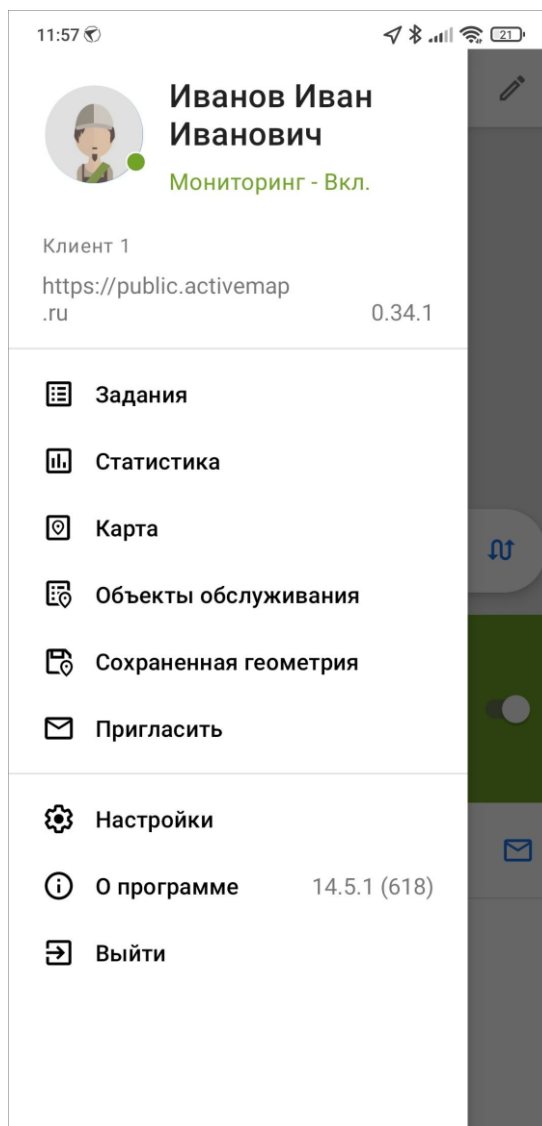 11:57
21
Иванов Иван
Иванович
Мониторинг - Вкл.
Клиент 1
https://public.activemap
.ru
0.34.1
Задания
Статистика
Карта
Объекты обслуживания
Сохраненная геометрия
Пригласить
Настройки
О программе 14.5.1 (618)
Выйти